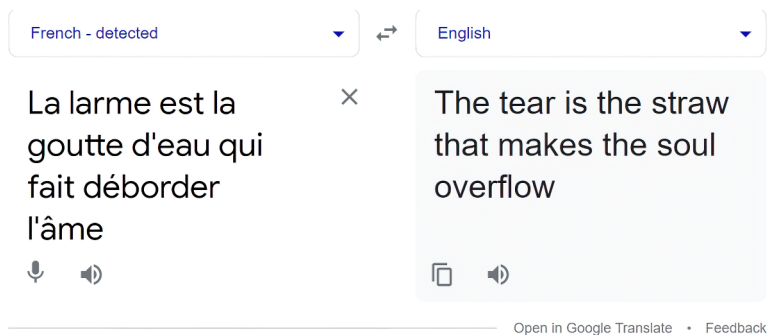 French - detected
English
La larme est la
goutte d'eau qui
fait déborder
l'âme
The tear is the straw
that makes the soul
overflow
Open in Google Translate • Feedback